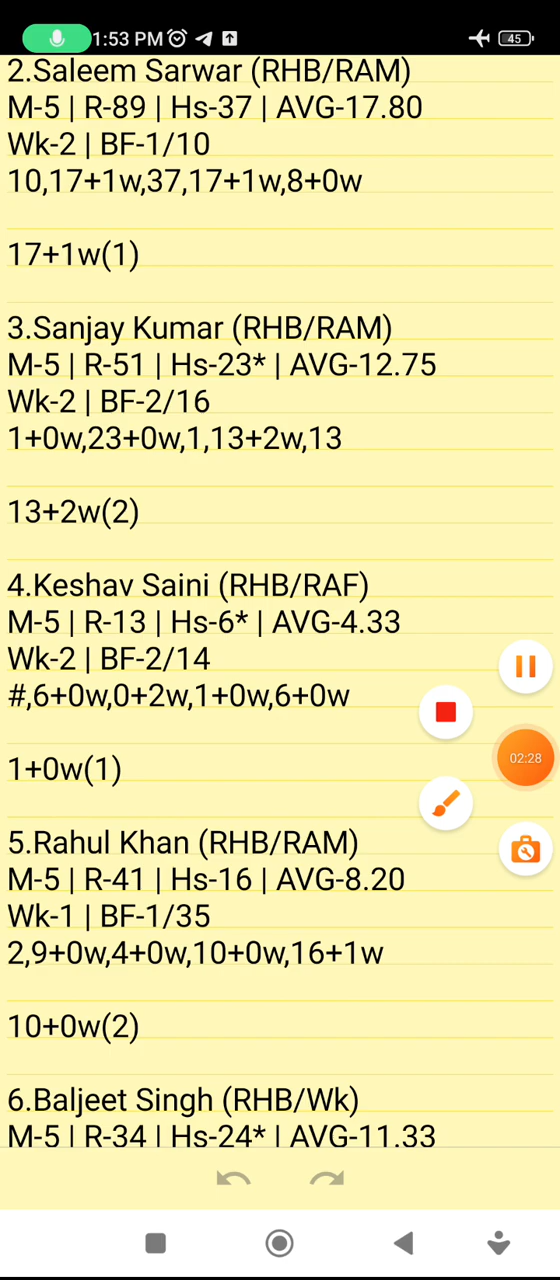 1:53 PM
45
2.Saleem Sarwar (RHB/RAM)
M-5 | R-89 | Hs-37 | AVG-17.80
Wk-2 | BF-1/10
10,17+1w,37,17+1w,8+0w
17+1w(1)
3.Sanjay Kumar (RHB/RAM)
M-5 | R-51 | Hs-23* | AVG-12.75
Wk-2 | BF-2/16
1+0w,23+0w,1,13+2w,13
13+2w(2)
4.Keshav Saini (RHB/RAF)
M-5 | R-13 | Hs-6* | AVG-4.33
Wk-2 | BF-2/14
#,6+0w,0+2w,1+0w,6+0w
02:28
1+0w(1)
5.Rahul Khan (RHB/RAM)
M-5 | R-41 | Hs-16 | AVG-8.20
Wk-1 | BF-1/35
2,9+0w,4+0w,10+0w,16+1w
10+0w(2)
6.Baljeet Singh (RHB/Wk)
M-5 | R-34 | Hs-24* | AVG-11.33